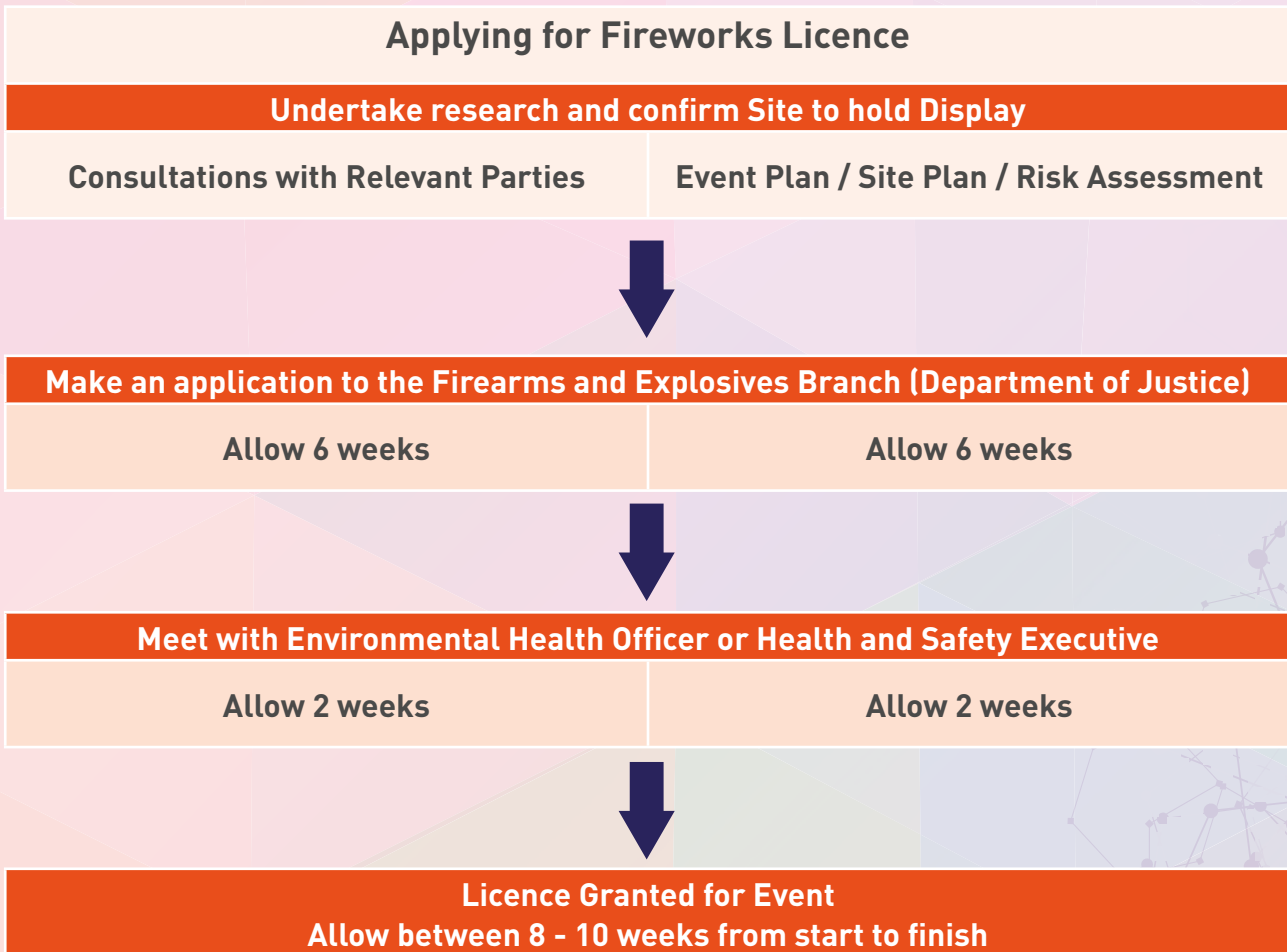 Applying for Fireworks Licence
Undertake research and confirm Site to hold Display
Consultations with Relevant Parties
Event Plan / Site Plan / Risk Assessment
Make an application to the Firearms and Explosives Branch (Department of Justice)
Allow 6 weeks
Allow 6 weeks
Meet with Environmental Health Officer or Health and Safety Executive
Allow 2 weeks
Allow 2 weeks
Licence Granted for Event
Allow between 8 - 10 weeks from start to finish